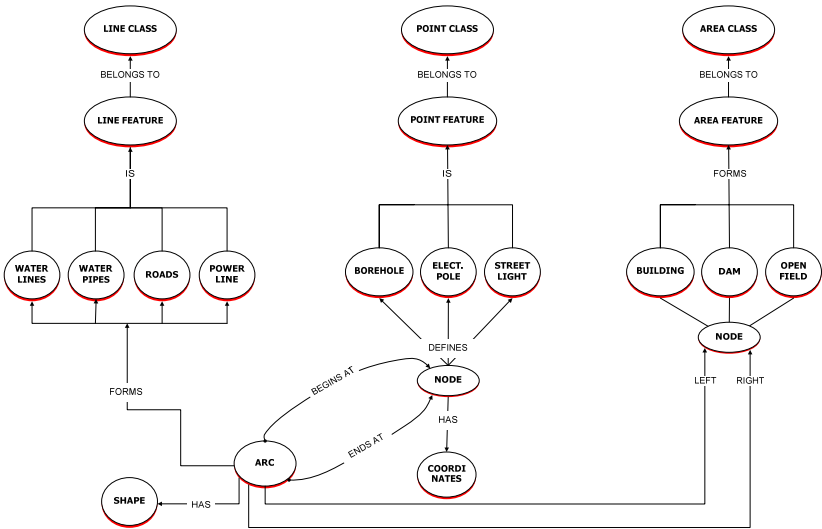 LINE CLASS
POINT CLASS
AREA CLASS
BELONGS TO
BELONGS TO
BELONGS TO
LINE FEATURE
POINT FEATURE
AREA FEATURE
IS
IS
FORMS
WATER
LINES
WATER
PIPES
ROADS
POWER
LINE
BOREHOLE
ELECT.
POLE
STREET
LIGHT
BUILDING
DAM
OPEN
FIELD
NODE
DEFINES
NODE
LEFT
RIGHT
BEGINS AT
FORMS
HAS
ENDS AT
ARC
COORDI
NATES
SHAPE
HAS